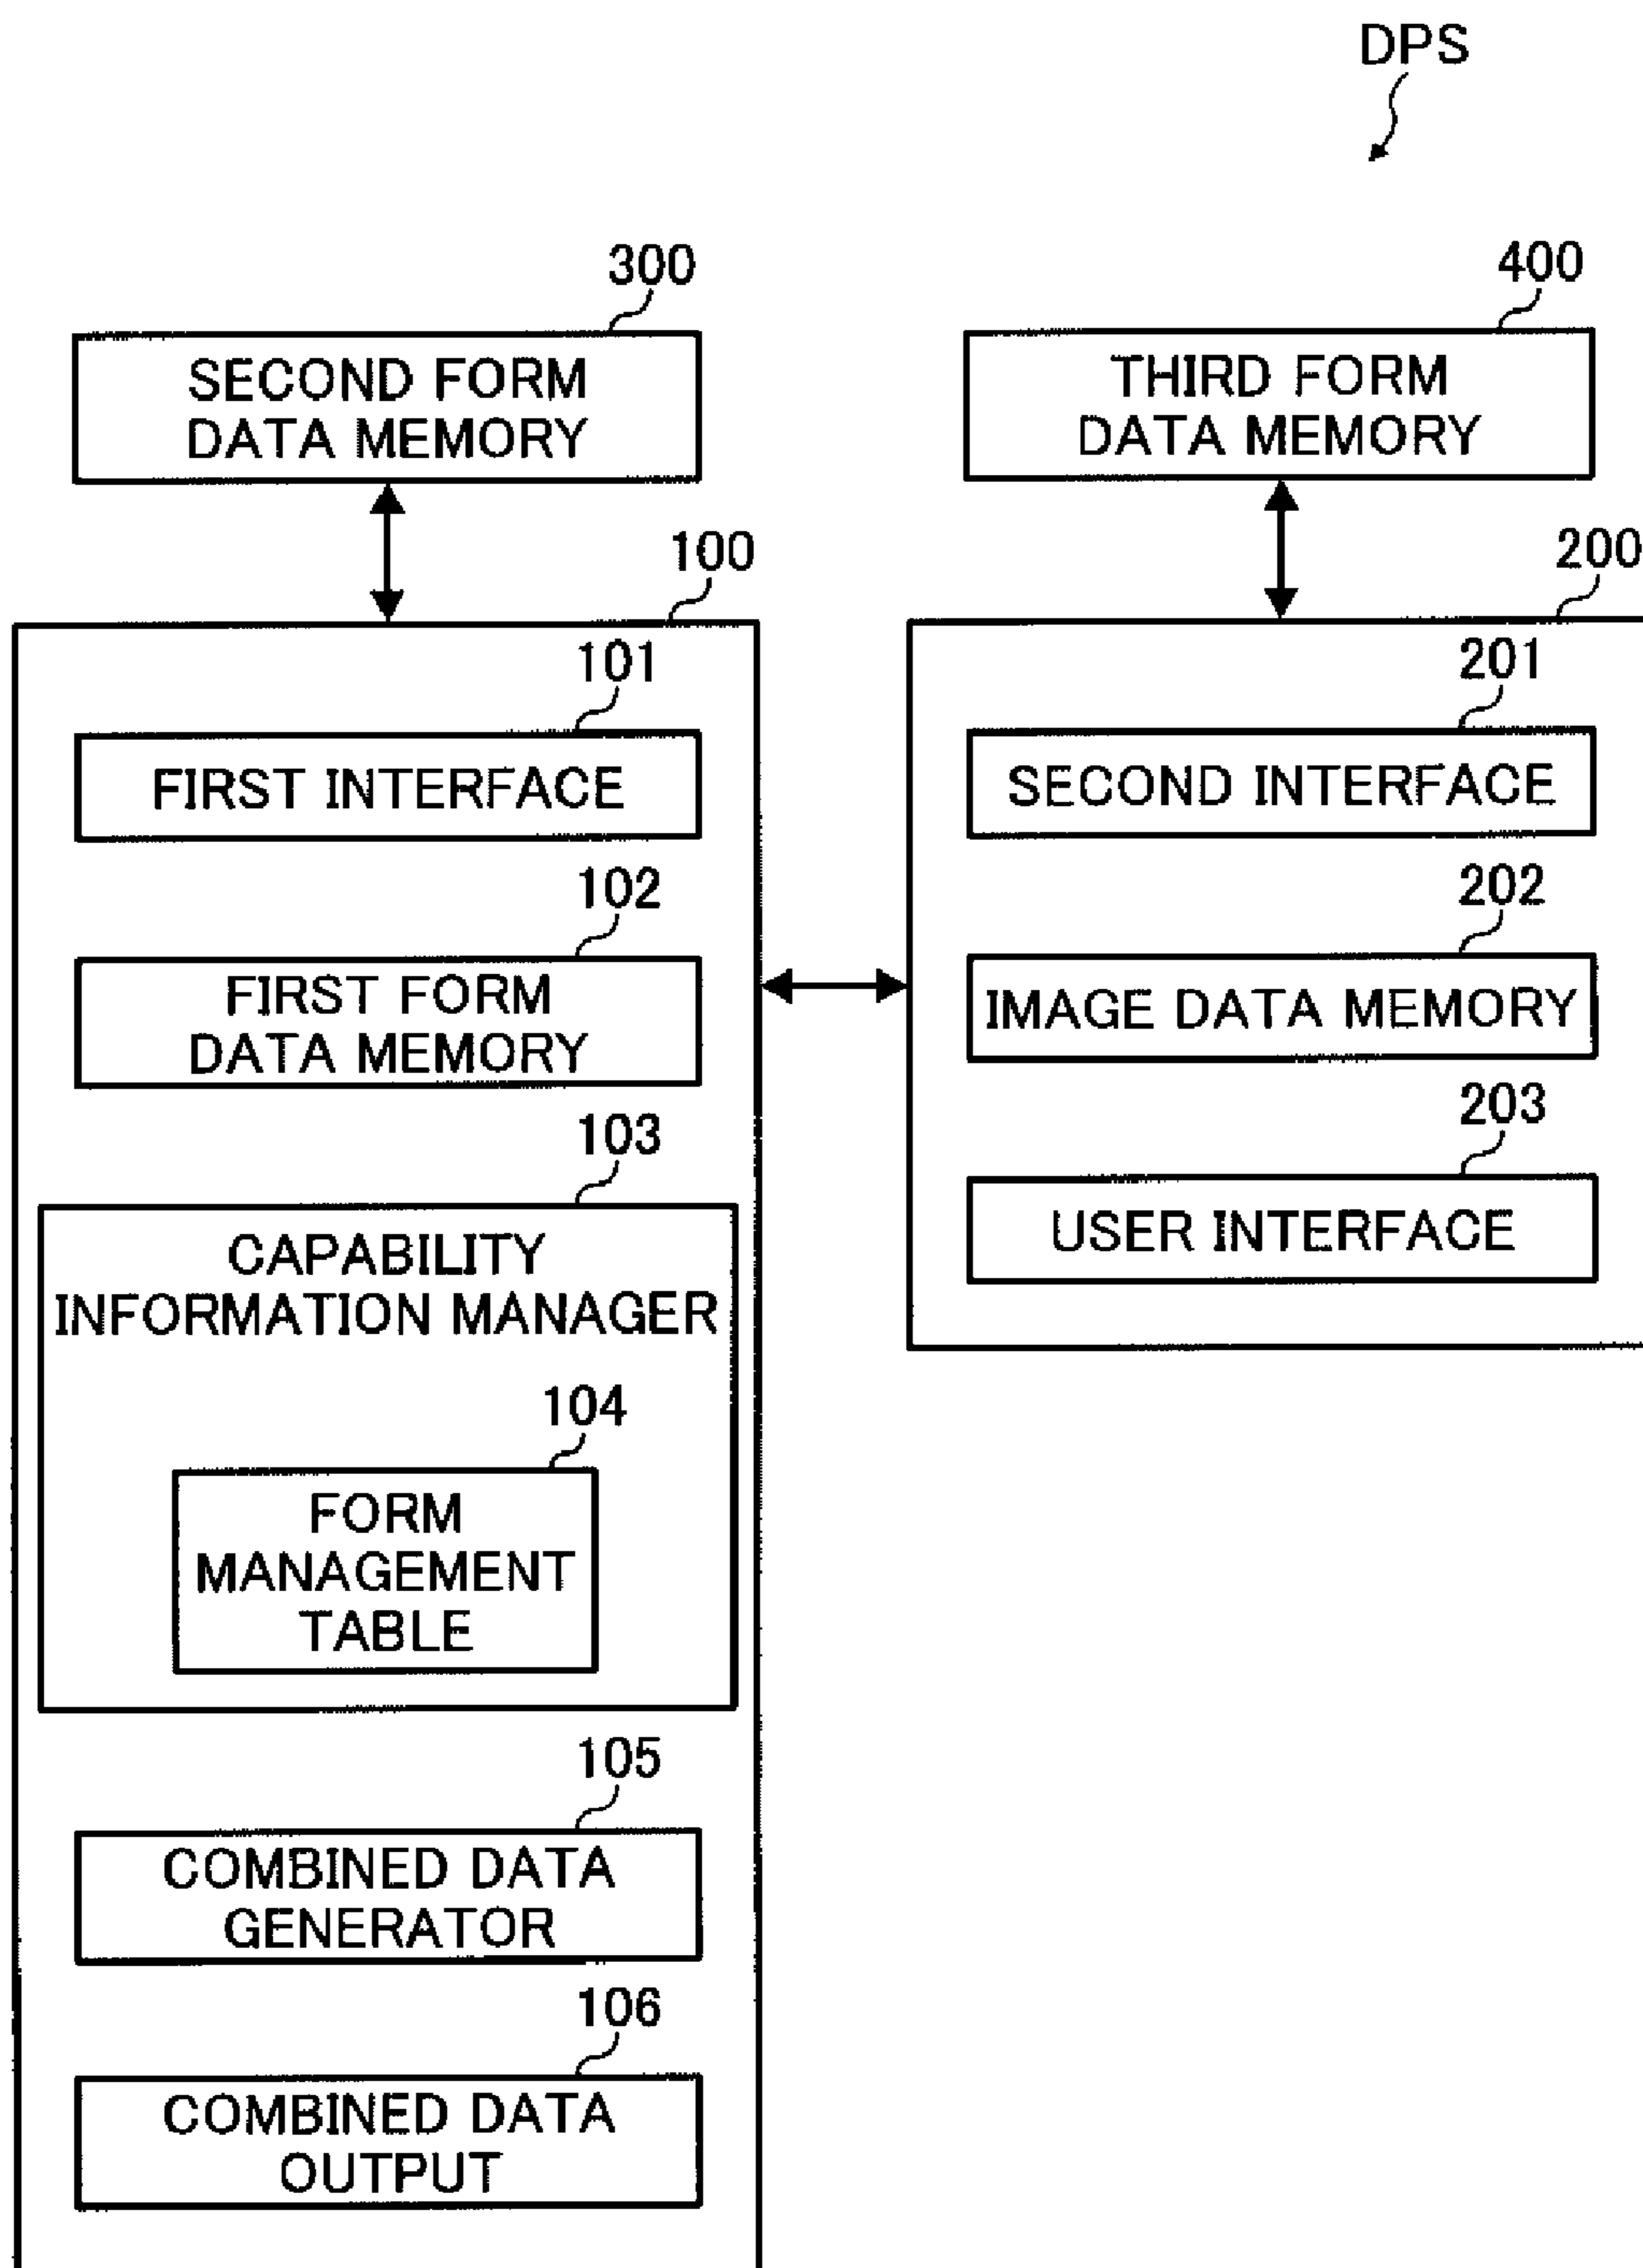 DPS
300
SECOND FORM
DATA MEMORY
400
THIRD FORM
DATA MEMORY
100
101
FIRST INTERFACE
102
FIRST FORM
DATA MEMORY
103
CAPABILITY
INFORMATION MANAGER
104
FORM
MANAGEMENT
TABLE
105
COMBINED DATA
GENERATOR
106
COMBINED DATA
OUTPUT
200
201
SECOND INTERFACE
202
IMAGE DATA MEMORY
203
USER INTERFACE